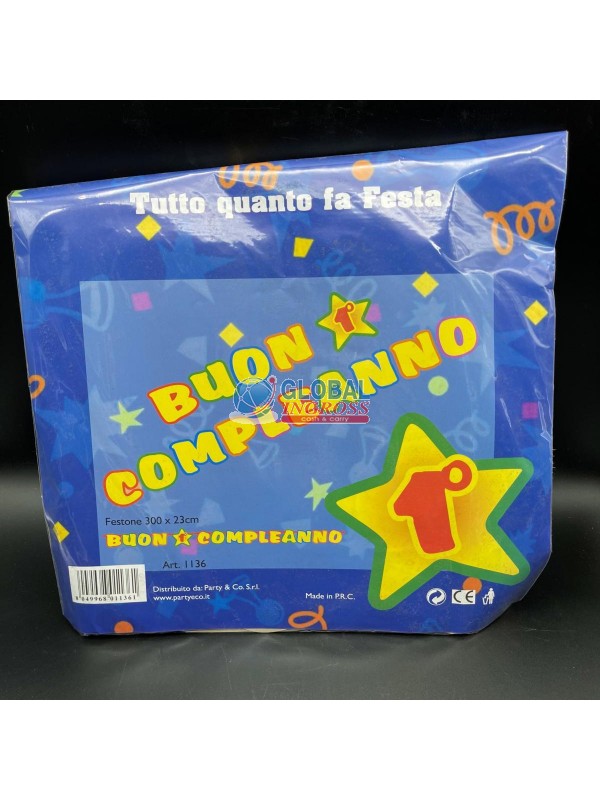 Tutto quanto fa Festa
BUON 1°
COMPLEANNO
GLOBAL
INGROSS
cash & carry
1°
Festone 300 x 23cm
BUON 1° COMPLEANNO
Art. 1136
Distribuito da: Party & Co. S.r.l.
www.partyeco.it
Made in P.R.C.
CE